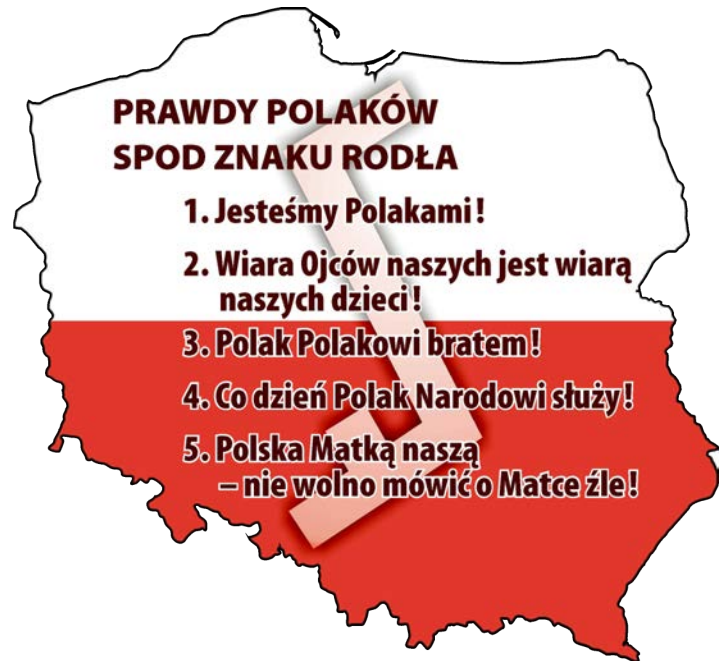 PRAWDY POLAKÓW
SPOD ZNAKU RODŁA
1. Jesteśmy Polakami!
2. Wiara Ojców naszych jest wiarą
naszych dzieci!
3. Polak Polakowi bratem!
4. Co dzień Polak Narodowi służy!
5. Polska Matką naszą
– nie wolno mówić o Matce źle!